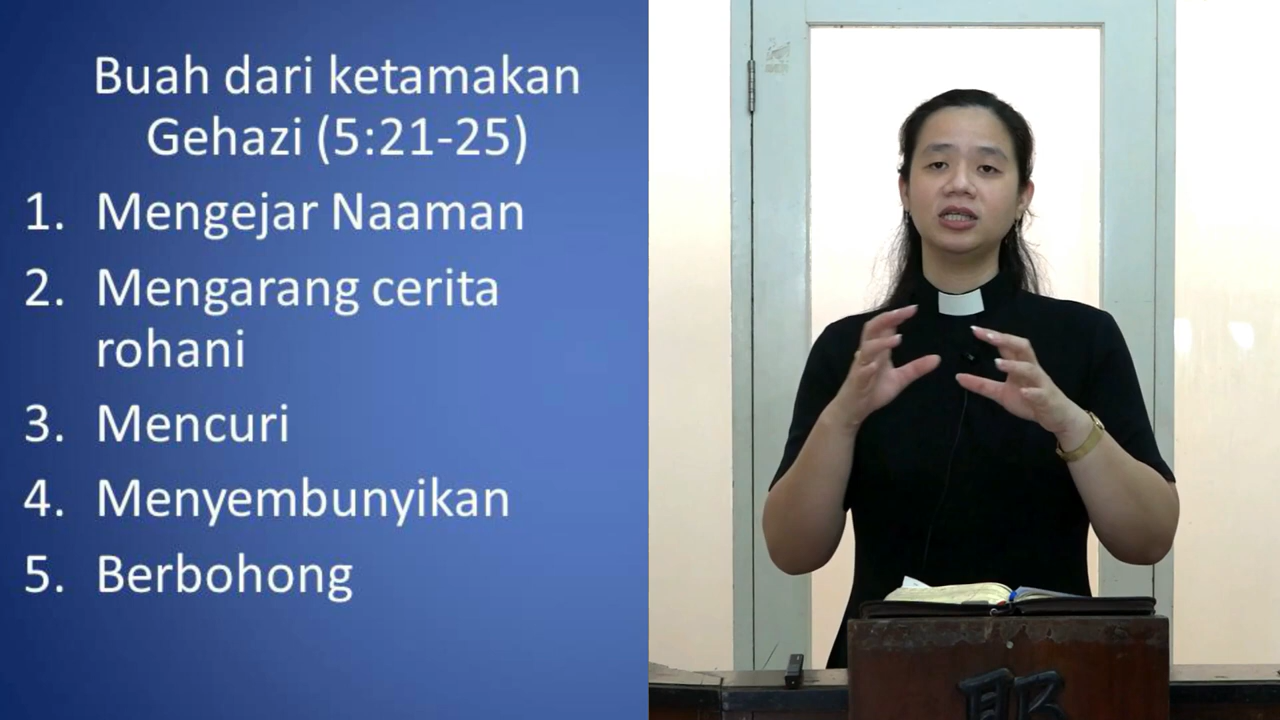 Buah dari ketamakan
Gehazi (5:21-25)
1. Mengejar Naaman
2. Mengarang cerita
rohani
3. Mencuri
4. Menyembunyikan
5. Berbohong
耶